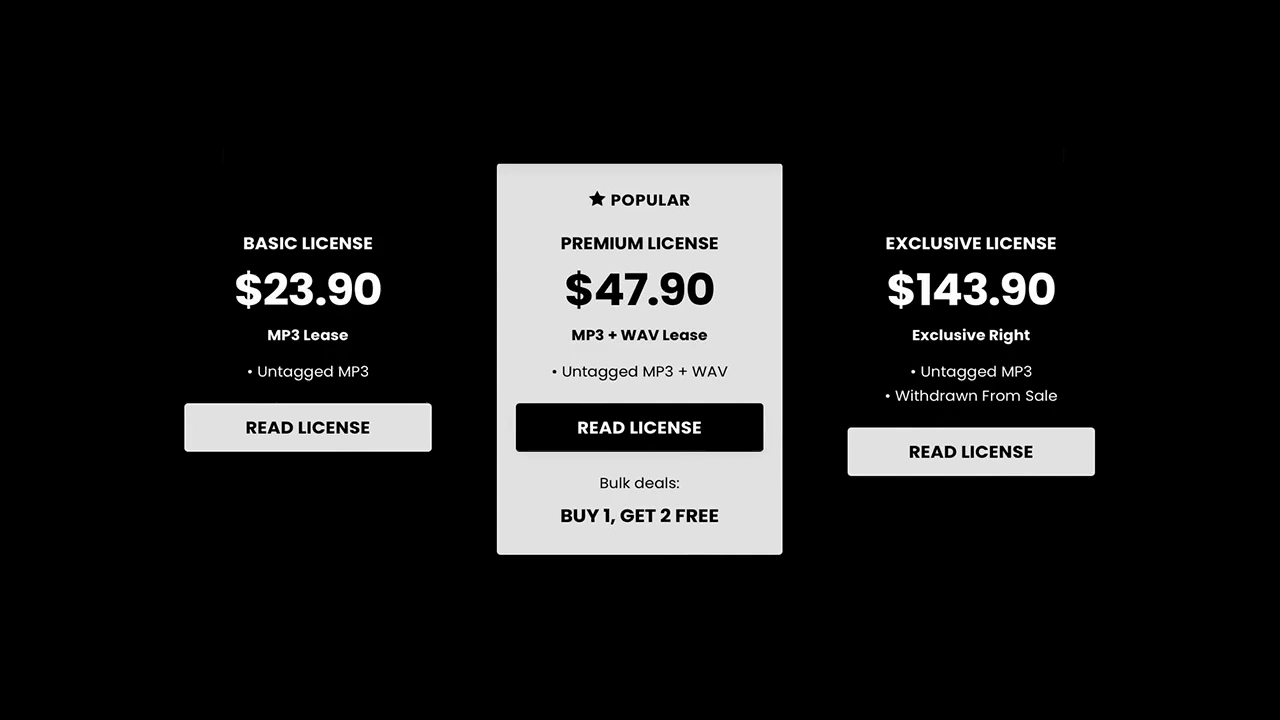 BASIC LICENSE
$23.90
MP3 Lease
• Untagged MP3
READ LICENSE
POPULAR
PREMIUM LICENSE
$47.90
MP3 + WAV Lease
• Untagged MP3 + WAV
READ LICENSE
Bulk deals:
BUY 1, GET 2 FREE
EXCLUSIVE LICENSE
$143.90
Exclusive Right
• Untagged MP3
• Withdrawn From Sale
READ LICENSE